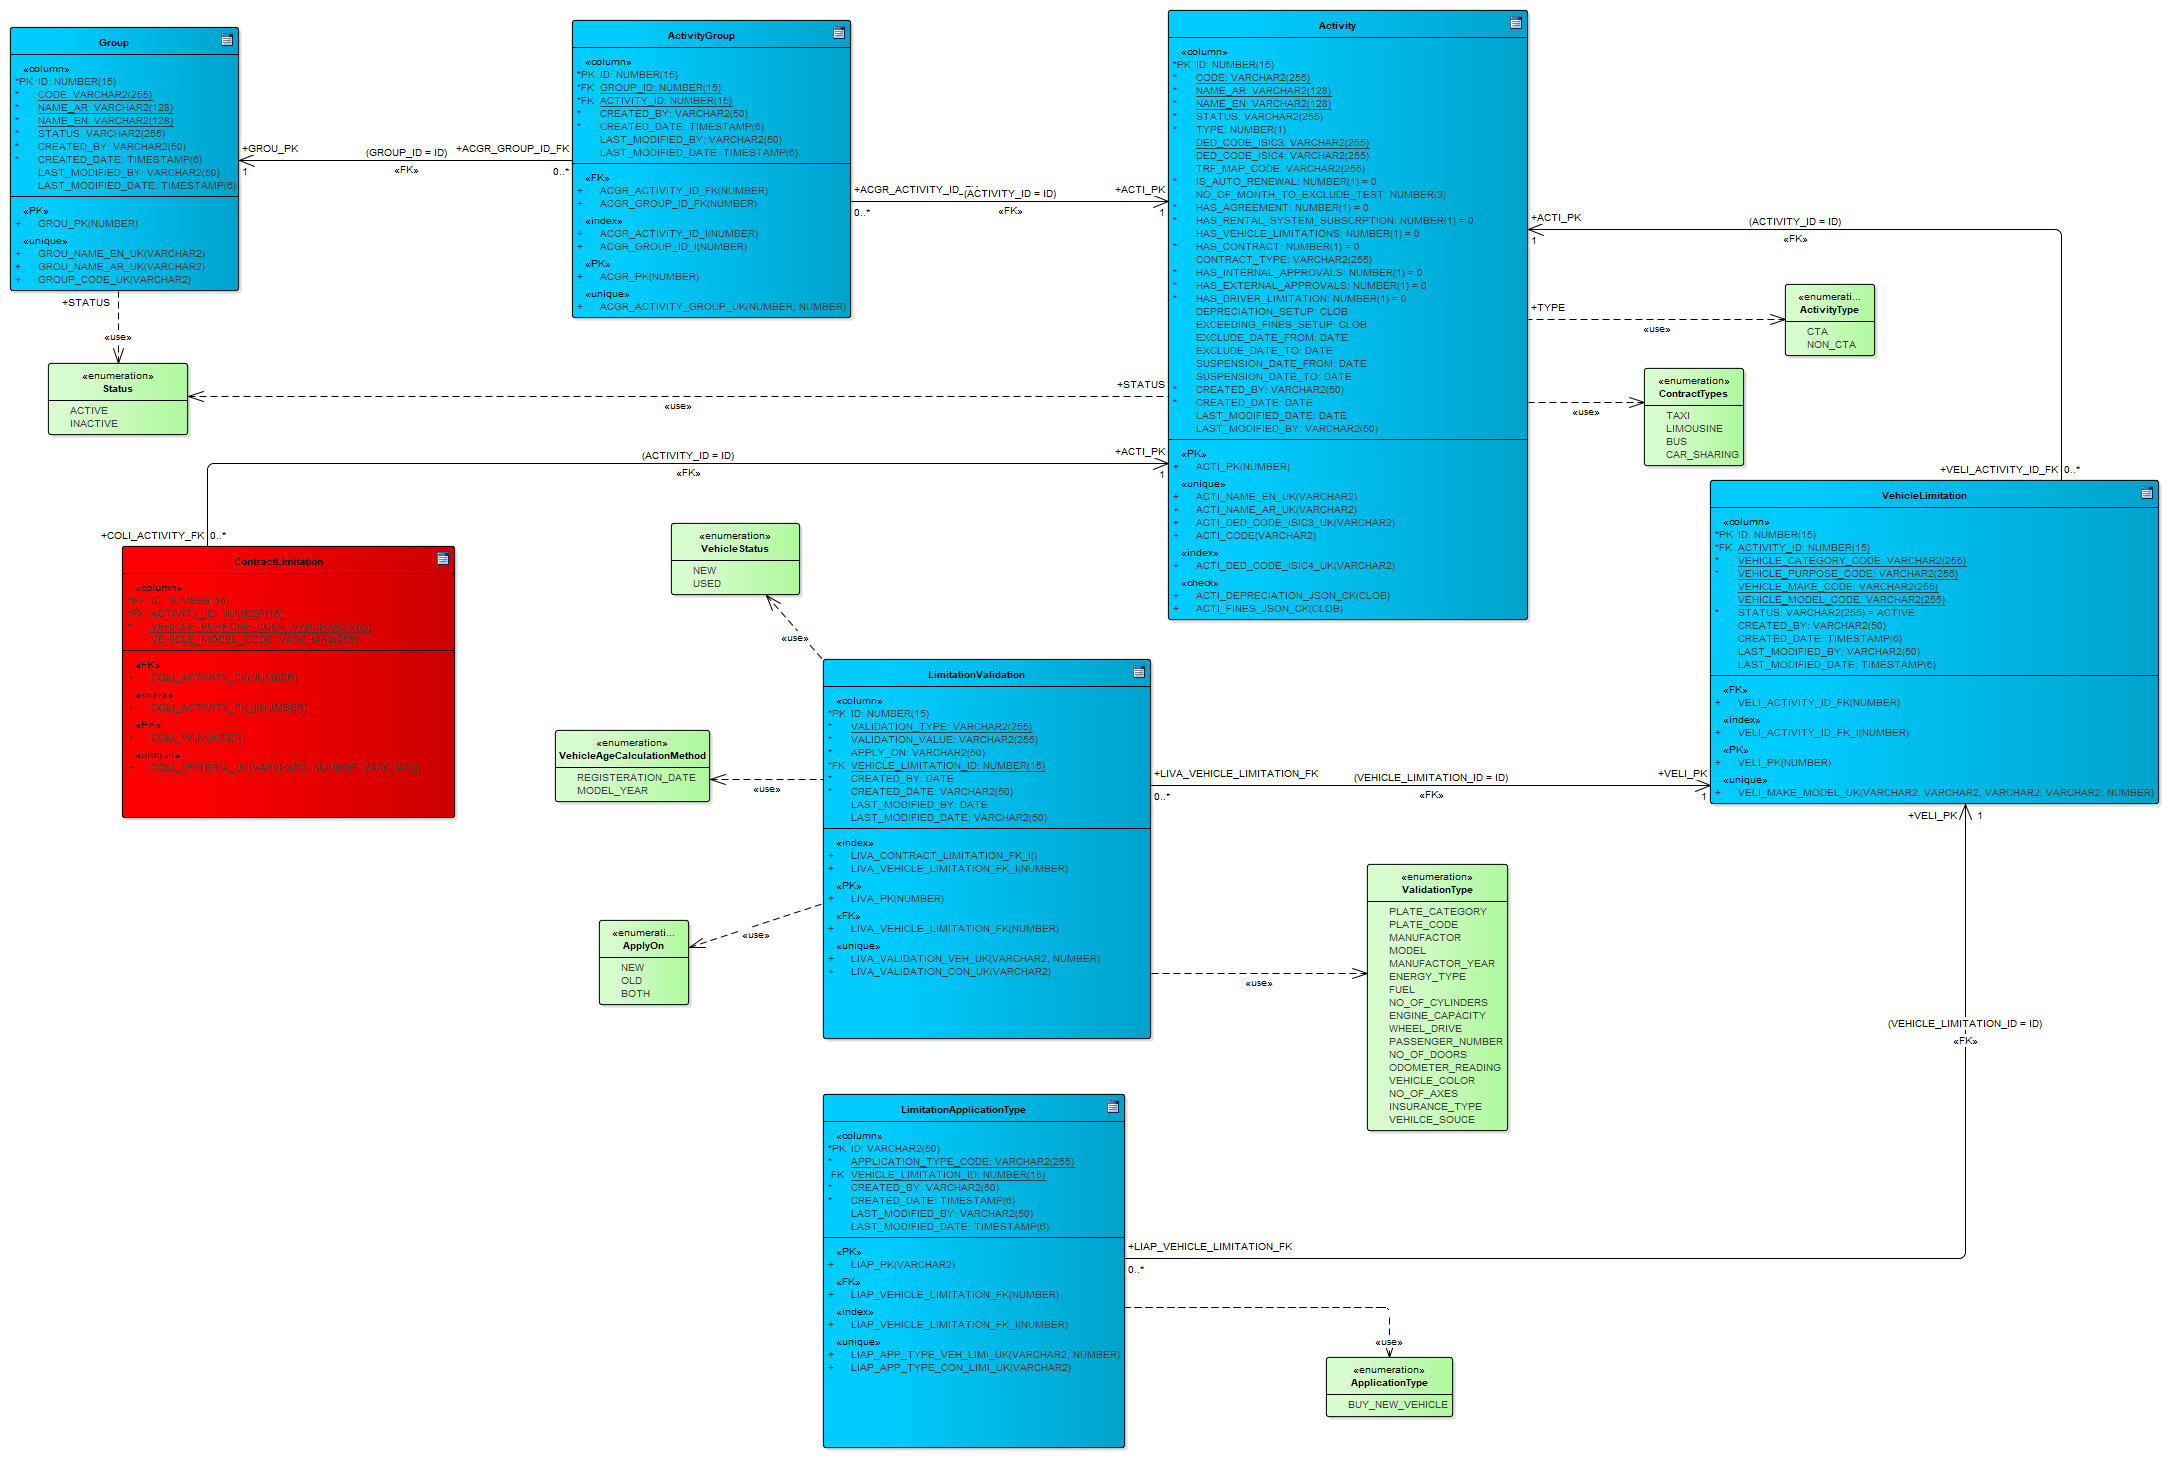 Group
«column»
*PK ID: NUMBER(15)
* CODE: VARCHAR2(255)
* NAME_AR: VARCHAR2(128)
* NAME_EN: VARCHAR2(128)
* STATUS: VARCHAR2(255)
* CREATED_BY: VARCHAR2(50)
* CREATED_DATE: TIMESTAMP(6)
LAST_MODIFIED_BY: VARCHAR2(50)
LAST_MODIFIED_DATE: TIMESTAMP(6)
«PK»
+ GROU_PK(NUMBER)
«unique»
+ GROU_NAME_EN_UK(VARCHAR2)
+ GROU_NAME_AR_UK(VARCHAR2)
+ GROUP_CODE_UK(VARCHAR2)
+GROU_PK
1
(GROUP_ID = ID)
«FK»
+ACGR_GROUP_ID_FK
0..*
ActivityGroup
«column»
*PK ID: NUMBER(15)
*FK GROUP_ID: NUMBER(15)
*FK ACTIVITY_ID: NUMBER(15)
* CREATED_BY: VARCHAR2(50)
* CREATED_DATE: TIMESTAMP(6)
LAST_MODIFIED_BY: VARCHAR2(50)
LAST_MODIFIED_DATE: TIMESTAMP(6)
«FK»
+ ACGR_ACTIVITY_ID_FK(NUMBER)
+ ACGR_GROUP_ID_FK(NUMBER)
«index»
+ ACGR_ACTIVITY_ID_I(NUMBER)
+ ACGR_GROUP_ID_I(NUMBER)
«PK»
+ ACGR_PK(NUMBER)
«unique»
+ ACGR_ACTIVITY_GROUP_UK(NUMBER, NUMBER)
+ACGR_ACTIVITY_ID_
(ACTIVITY_ID = ID)
0..*
«FK»
+ACTI_PK
1
Activity
«column»
*PK ID: NUMBER(15)
* CODE: VARCHAR2(255)
* NAME_AR: VARCHAR2(128)
* NAME_EN: VARCHAR2(128)
* STATUS: VARCHAR2(255)
* TYPE: NUMBER(1)
DED_CODE_ISIC3: VARCHAR2(255)
DED_CODE_ISIC4: VARCHAR2(255)
TRF_MAP_CODE: VARCHAR2(255)
* IS_AUTO_RENEWAL: NUMBER(1) = 0
NO_OF_MONTH_TO_EXCLUDE_TEST: NUMBER(3)
* HAS_AGREEMENT: NUMBER(1) = 0
* HAS_RENTAL_SYSTEM_SUBSCRPTION: NUMBER(1) = 0
HAS_VEHICLE_LIMITATIONS: NUMBER(1) = 0
* HAS_CONTRACT: NUMBER(1) = 0
CONTRACT_TYPE: VARCHAR2(255)
* HAS_INTERNAL_APPROVALS: NUMBER(1) = 0
* HAS_EXTERNAL_APPROVALS: NUMBER(1) = 0
* HAS_DRIVER_LIMITATION: NUMBER(1) = 0
DEPRECIATION_SETUP: CLOB
EXCEEDING_FINES_SETUP: CLOB
EXCLUDE_DATE_FROM: DATE
EXCLUDE_DATE_TO: DATE
SUSPENSION_DATE_FROM: DATE
SUSPENSION_DATE_TO: DATE
* CREATED_BY: VARCHAR2(50)
* CREATED_DATE: DATE
LAST_MODIFIED_DATE: DATE
LAST_MODIFIED_BY: VARCHAR2(50)
«PK»
+ ACTI_PK(NUMBER)
«unique»
+ ACTI_NAME_EN_UK(VARCHAR2)
+ ACTI_NAME_AR_UK(VARCHAR2)
+ ACTI_DED_CODE_ISIC3_UK(VARCHAR2)
+ ACTI_CODE(VARCHAR2)
«index»
+ ACTI_DED_CODE_ISIC4_UK(VARCHAR2)
«check»
+ ACTI_DEPRECIATION_JSON_CK(CLOB)
+ ACTI_FINES_JSON_CK(CLOB)
+ACTI_PK
1
(ACTIVITY_ID = ID)
«FK»
+VELI_ACTIVITY_ID_FK 0..*
+TYPE
«use»
«enumerati...
ActivityType
CTA
NON_CTA
«use»
«enumeration»
ContractTypes
TAXI
LIMOUSINE
BUS
CAR_SHARING
+STATUS
«use»
«enumeration»
Status
ACTIVE
INACTIVE
+STATUS
«use»
(ACTIVITY_ID = ID)
«FK»
+ACTI_PK
1
+COLI_ACTIVITY_FK 0..*
ContractLimitation
«column»
*PK ID: NUMBER(15)
*FK ACTIVITY_ID: NUMBER(15)
* VEHICLE_PURPOSE_CODE: VARCHAR2(255)
VEHICLE_MODEL_CODE: VARCHAR2(255)
«FK»
+ COLI_ACTIVITY_FK(NUMBER)
«index»
+ COLI_ACTIVITY_FK_I(NUMBER)
«PK»
+ COLI_PK(NUMBER)
«unique»
+ COLI_CRITERIA_UK(VARCHAR2, NUMBER, VARCHAR2)
«enumeration»
VehicleStatus
NEW
USED
«use»
VehicleLimitation
«column»
*PK ID: NUMBER(15)
*FK ACTIVITY_ID: NUMBER(15)
* VEHICLE_CATEGORY_CODE: VARCHAR2(255)
* VEHICLE_PURPOSE_CODE: VARCHAR2(255)
VEHICLE_MAKE_CODE: VARCHAR2(255)
VEHICLE_MODEL_CODE: VARCHAR2(255)
* STATUS: VARCHAR2(255) = ACTIVE
CREATED_BY: VARCHAR2(50)
CREATED_DATE: TIMESTAMP(6)
LAST_MODIFIED_BY: VARCHAR2(50)
LAST_MODIFIED_DATE: TIMESTAMP(6)
«FK»
+ VELI_ACTIVITY_ID_FK(NUMBER)
«index»
+ VELI_ACTIVITY_ID_FK_I(NUMBER)
«PK»
+ VELI_PK(NUMBER)
«unique»
+ VELI_MAKE_MODEL_UK(VARCHAR2, VARCHAR2, VARCHAR2, VARCHAR2, NUMBER)
LimitationValidation
«column»
*PK ID: NUMBER(15)
* VALIDATION_TYPE: VARCHAR2(255)
* VALIDATION_VALUE: VARCHAR2(255)
* APPLY_ON: VARCHAR2(50)
*FK VEHICLE_LIMITATION_ID: NUMBER(15)
* CREATED_BY: DATE
* CREATED_DATE: VARCHAR2(50)
LAST_MODIFIED_BY: DATE
LAST_MODIFIED_DATE: VARCHAR2(50)
«index»
+ LIVA_CONTRACT_LIMITATION_FK_I()
+ LIVA_VEHICLE_LIMITATION_FK_I(NUMBER)
«PK»
+ LIVA_PK(NUMBER)
«FK»
+ LIVA_VEHICLE_LIMITATION_FK(NUMBER)
«unique»
+ LIVA_VALIDATION_VEH_UK(VARCHAR2, NUMBER)
+ LIVA_VALIDATION_CON_UK(VARCHAR2)
«enumeration»
VehicleAgeCalculationMethod
REGISTERATION_DATE
MODEL_YEAR
«use»
«enumerati...
ApplyOn
NEW
OLD
BOTH
«use»
+LIVA_VEHICLE_LIMITATION_FK
0..*
(VEHICLE_LIMITATION_ID = ID)
«FK»
+VELI_PK
1
«use»
«enumeration»
ValidationType
PLATE_CATEGORY
PLATE_CODE
MANUFACTOR
MODEL
MANUFACTOR_YEAR
ENERGY_TYPE
FUEL
NO_OF_CYLINDERS
ENGINE_CAPACITY
WHEEL_DRIVE
PASSENGER_NUMBER
NO_OF_DOORS
ODOMETER_READING
VEHICLE_COLOR
NO_OF_AXES
INSURANCE_TYPE
VEHILCE_SOUCE
+VELI_PK 1
(VEHICLE_LIMITATION_ID = ID)
«FK»
LimitationApplicationType
«column»
*PK ID: VARCHAR2(50)
* APPLICATION_TYPE_CODE: VARCHAR2(255)
FK VEHICLE_LIMITATION_ID: NUMBER(15)
* CREATED_BY: VARCHAR2(50)
* CREATED_DATE: TIMESTAMP(6)
LAST_MODIFIED_BY: VARCHAR2(50)
LAST_MODIFIED_DATE: TIMESTAMP(6)
«PK»
+ LIAP_PK(VARCHAR2)
«FK»
+ LIAP_VEHICLE_LIMITATION_FK(NUMBER)
«index»
+ LIAP_VEHICLE_LIMITATION_FK_I(NUMBER)
«unique»
+ LIAP_APP_TYPE_VEH_LIMI_UK(VARCHAR2, NUMBER)
+ LIAP_APP_TYPE_CON_LIMI_UK(VARCHAR2)
+LIAP_VEHICLE_LIMITATION_FK
0..*
«use»
«enumeration»
ApplicationType
BUY_NEW_VEHICLE